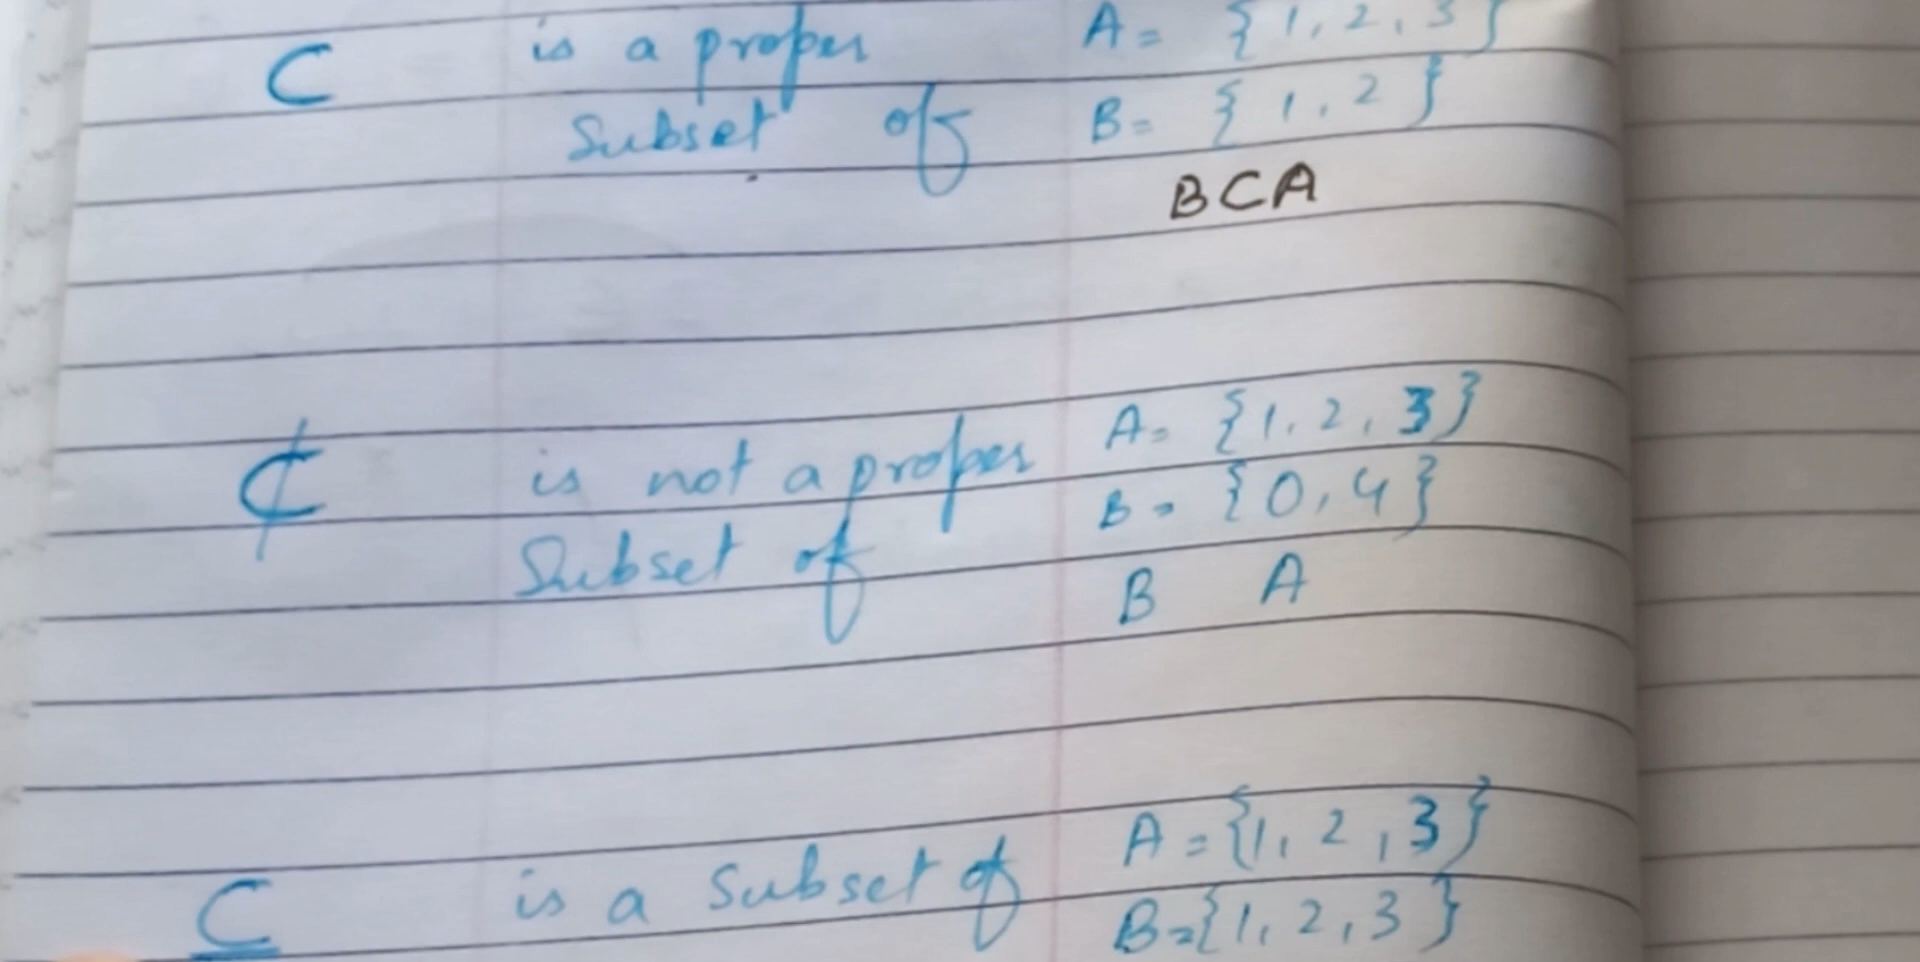 ⊂ is a proper A= {1, 2, 3}
Subset of B= {1, 2}
B⊂A
⊄ is not a proper A= {1, 2, 3}
Subset of B= {0, 4}
B A
⊆ is a subset of A={1, 2, 3}
B={1, 2, 3}